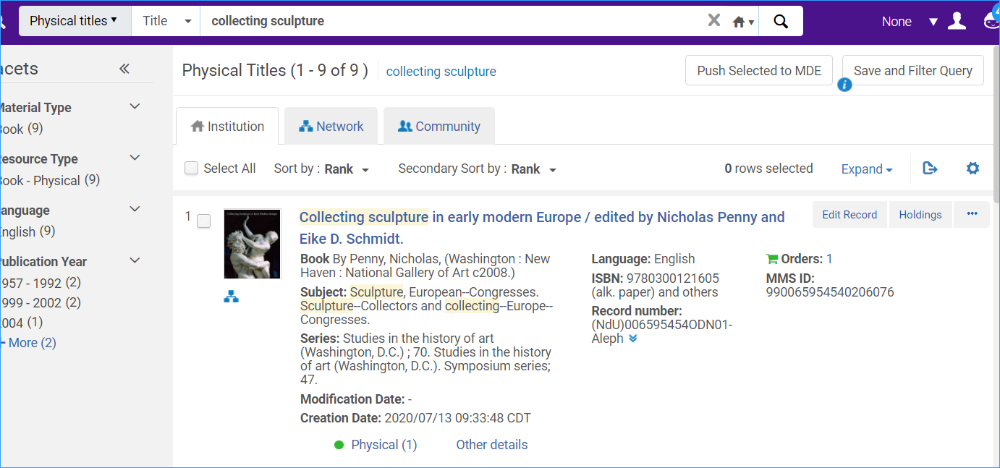 Physical titles Title collecting sculpture None
acets
Physical Titles (1 - 9 of 9 ) collecting sculpture Push Selected to MDE Save and Filter Query
Institution Network Community
Select All Sort by : Rank Secondary Sort by : Rank 0 rows selected Expand
Material Type
ook (9)
esource Type
ook - Physical (9)
anguage
nglish (9)
ublication Year
957 - 1992 (2)
999 - 2002 (2)
004 (1)
+ More (2)
1
Collecting sculpture in early modern Europe / edited by Nicholas Penny and
Eike D. Schmidt.
Edit Record Holdings •••
Book By Penny, Nicholas, (Washington : New
Haven : National Gallery of Art c2008.)
Subject: Sculpture, European--Congresses.
Sculpture--Collectors and collecting--Europe--
Congresses.
Series: Studies in the history of art
(Washington, D.C.) ; 70. Studies in the history
of art (Washington, D.C.). Symposium series;
47.
Modification Date: -
Creation Date: 2020/07/13 09:33:48 CDT
Physical (1) Other details
Language: English
ISBN: 9780300121605
(alk. paper) and others
Record number:
(NdU)006595454ODN01-
Aleph
Orders: 1
MMS ID:
990065954540206076